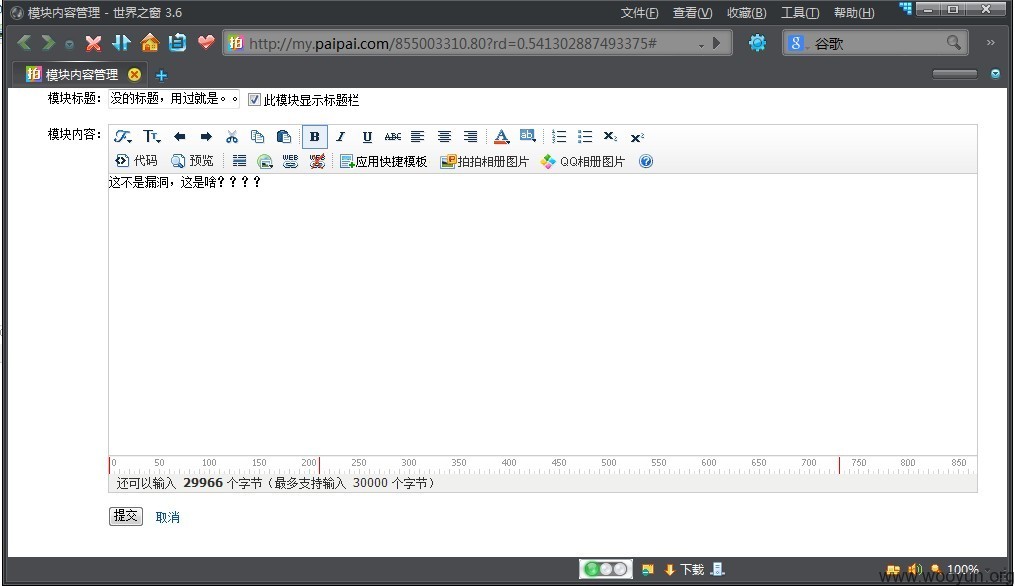 模块内容管理 - 世界之窗 3.6
文件(F) 查看(V) 收藏(B) 工具(T) 帮助(H)
拍 http://my.paipai.com/855003310.80?rd=0.541302887493375#
8 谷歌 »
拍 模块内容管理
模块标题： 没的标题，用过就是。。 此模块显示标题栏
模块内容：
B I U ABC A ab
代码 预览 WEB 应用快捷模板 拍拍相册图片 QQ相册图片 ?
这不是漏洞，这是啥？？？？
0 50 100 150 200 250 300 350 400 450 500 550 600 650 700 750 800 850
还可以输入 29966 个字节（最多支持输入 30000 个字节）
提交 取消
下载 100%
www.wooyun.org